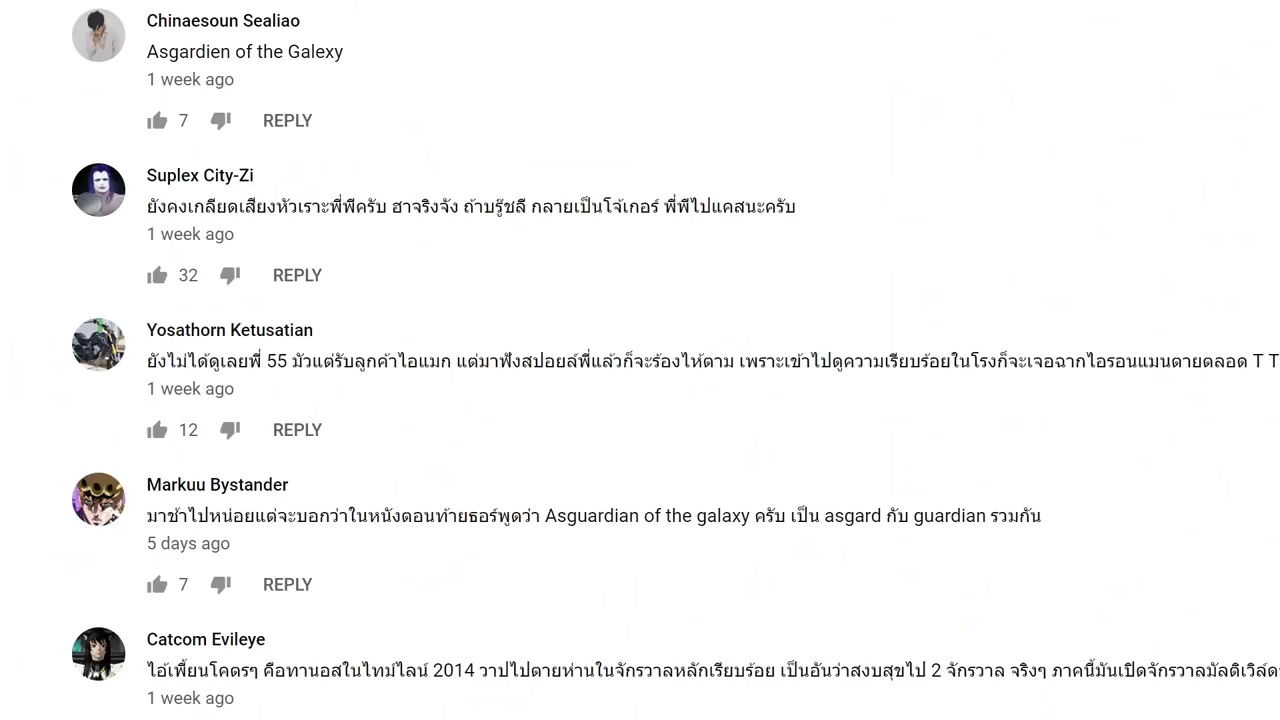 Chinaesoun Sealiao
Asgardien of the Galexy
1 week ago
7 REPLY
Suplex City-Zi
ยังคงเกลียดเสียงหัวเราะพี่พีครับ ฮาจริงจัง ถ้าบรู๊ชลี กลายเป็นโจ้เกอร์ พี่พีไปแคสนะครับ
1 week ago
32 REPLY
Yosathorn Ketusatian
ยังไม่ได้ดูเลยพี่ 55 มัวแต่รับลูกค้าไอแมก แต่มาฟังสปอยล์พี่แล้วก็จะร้องไห้ตาม เพราะเข้าไปดูความเรียบร้อยในโรงก็จะเจอฉากไอรอนแมนตายตลอด T T
1 week ago
12 REPLY
Markuu Bystander
มาช้าไปหน่อยแต่จะบอกว่าในหนังตอนท้ายธอร์พูดว่า Asguardian of the galaxy ครับ เป็น asgard กับ guardian รวมกัน
5 days ago
7 REPLY
Catcom Evileye
ไอ้เพี้ยนโคตรๆ คือทานอสในไทม์ไลน์ 2014 วาปไปตายห่านในจักรวาลหลักเรียบร้อย เป็นอันว่าสงบสุขไป 2 จักรวาล จริงๆ ภาคนี้มันเปิดจักรวาลมัลติเวิล์ด
1 week ago